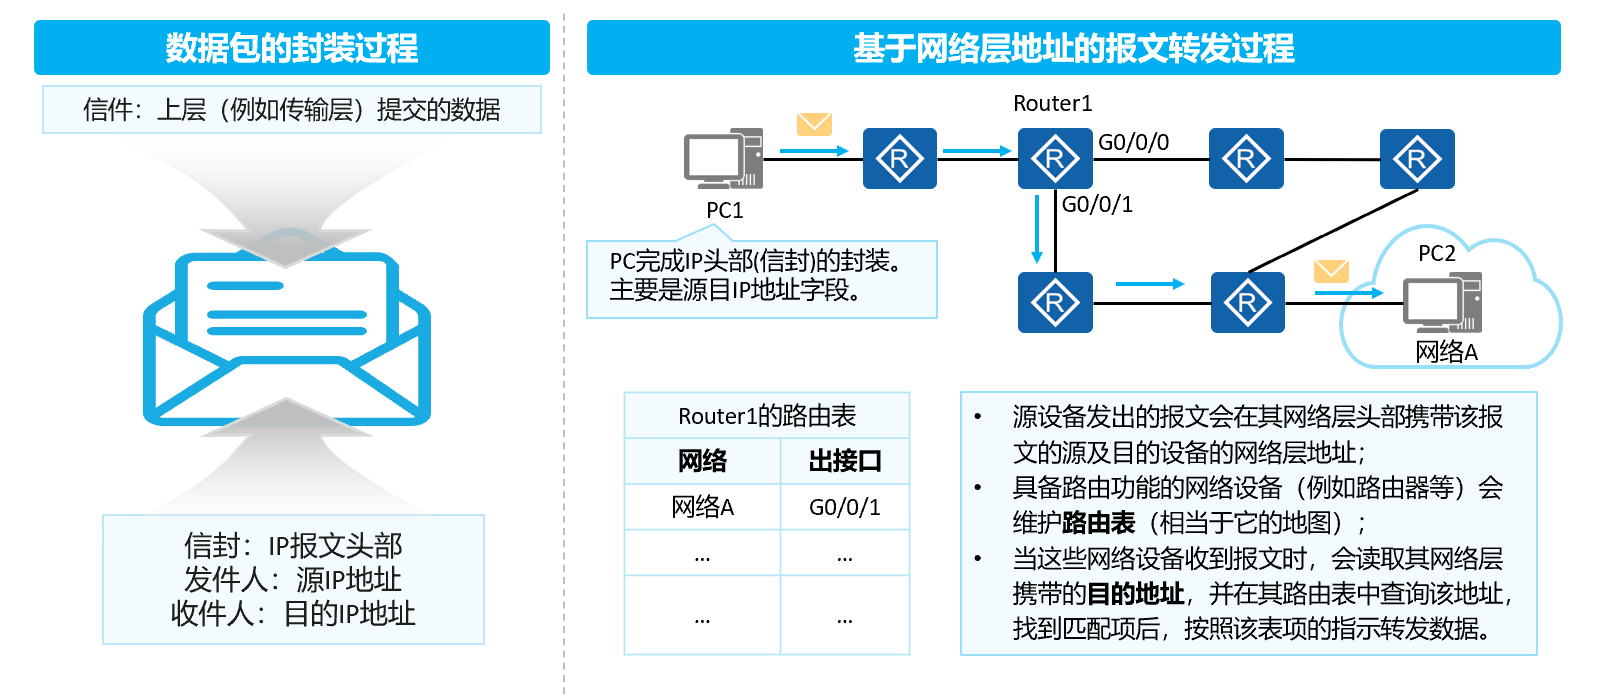 数据包的封装过程
信件：上层（例如传输层）提交的数据
信封：IP报文头部
发件人：源IP地址
收件人：目的IP地址
基于网络层地址的报文转发过程
Router1
G0/0/0
R
R
R
R
PC1
G0/0/1
PC完成IP头部(信封)的封装。
主要是源目IP地址字段。
R
R
PC2
网络A
Router1的路由表
网络 出接口
网络A G0/0/1
... ...
... ...
• 源设备发出的报文会在其网络层头部携带该报
文的源及目的设备的网络层地址；
• 具备路由功能的网络设备（例如路由器等）会
维护路由表（相当于它的地图）；
• 当这些网络设备收到报文时，会读取其网络层
携带的目的地址，并在其路由表中查询该地址，
找到匹配项后，按照该表项的指示转发数据。